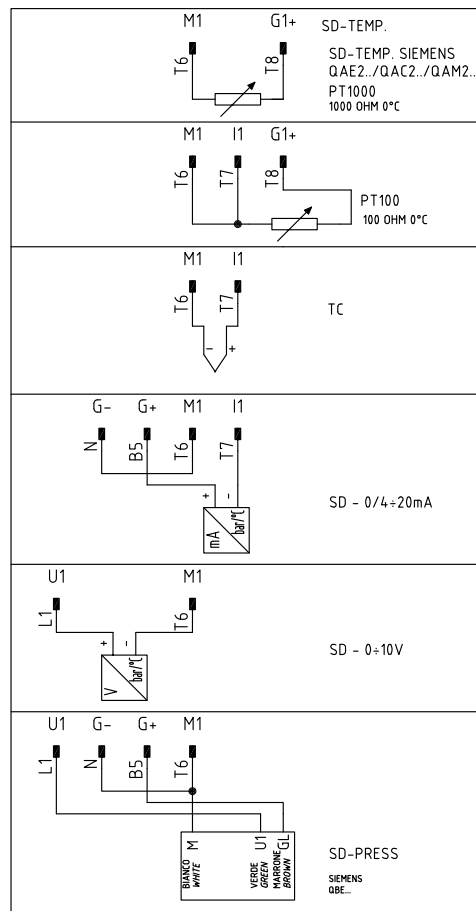 M1 G1+ SD-TEMP.
T6 T8
SD-TEMP. SIEMENS
QAE2../QAC2../QAM2..
PT1000
1000 OHM 0°C
M1 I1 G1+
T6 T7 T8
PT100
100 OHM 0°C
M1 I1
T6 T7
TC
- +
G- G+ M1 I1
N B5 T6 T7
+ -
mA bar/°C
SD - 0/4÷20mA
U1 M1
L1 T6
+ -
V bar/°C
SD - 0÷10V
U1 G- G+ M1
L1 N B5 T6
M U1 GL
BIANCO
WHITE
VERDE
GREEN
MARRONE
BROWN
SD-PRESS
SIEMENS
QBE...